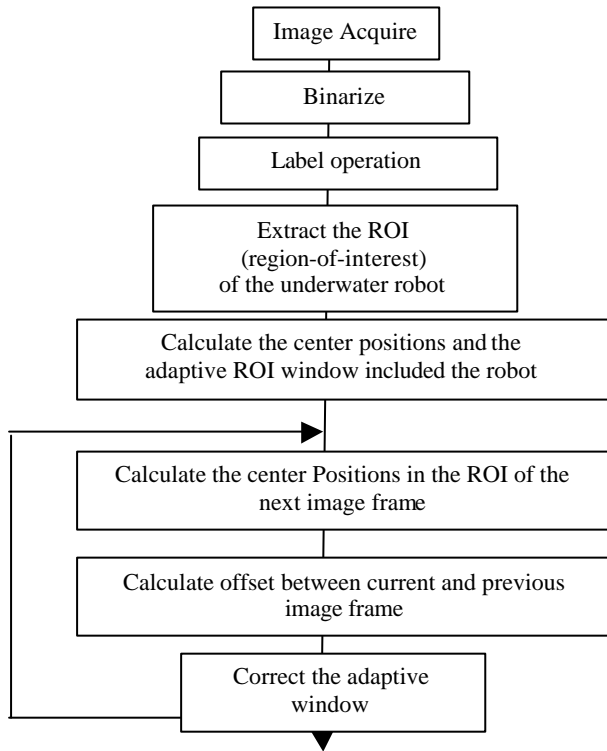 Image Acquire
Binarize
Label operation
Extract the ROI
(region-of-interest)
of the underwater robot
Calculate the center positions and the
adaptive ROI window included the robot
Calculate the center Positions in the ROI of the
next image frame
Calculate offset between current and previous
image frame
Correct the adaptive
window